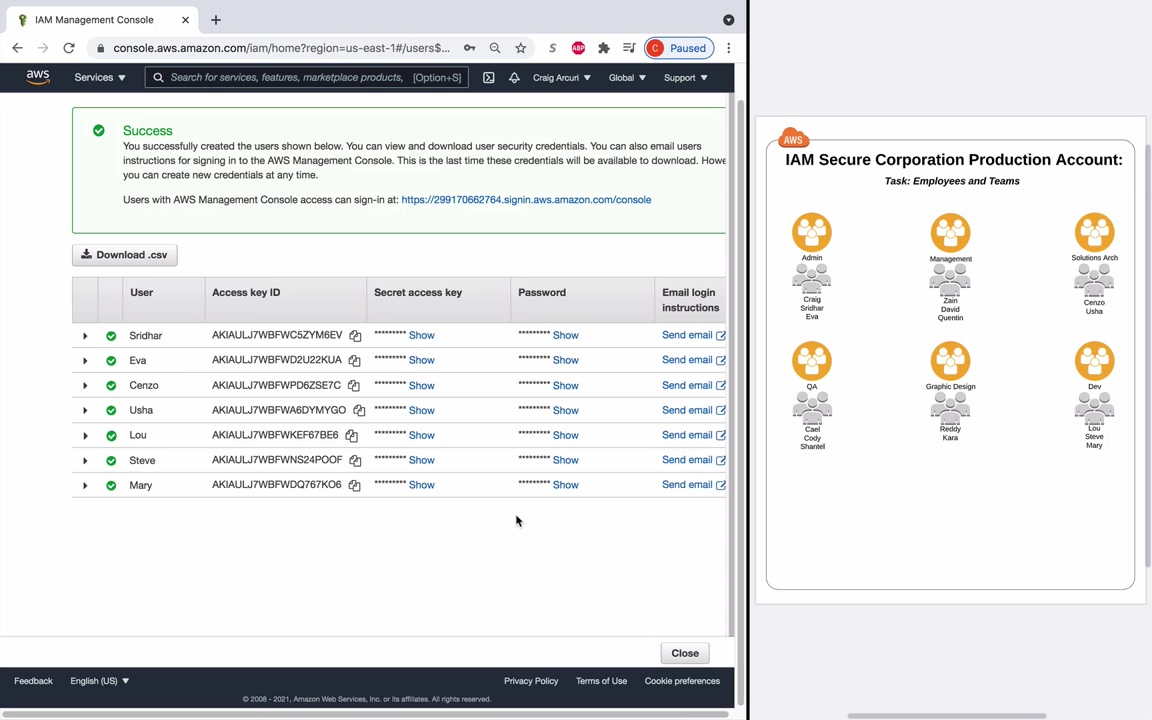 IAM Management Console
console.aws.amazon.com/iam/home?region=us-east-1#/users$...
S
ABP
C Paused
aws
Services
Search for services, features, marketplace products,
[Option+S]
Craig Arcuri
Global
Support
Success
You successfully created the users shown below. You can view and download user security credentials. You can also email users
instructions for signing in to the AWS Management Console. This is the last time these credentials will be available to download. Howe
you can create new credentials at any time.
Users with AWS Management Console access can sign-in at: https://299170662764.signin.aws.amazon.com/console
Download .csv
User Access key ID Secret access key Password Email login
instructions
Sridhar AKIAULJ7WBFWC5ZYM6EV ********* Show ********* Show Send email
Eva AKIAULJ7WBFWD2U22KUA ********* Show ********* Show Send email
Cenzo AKIAULJ7WBFWPD6ZSE7C ********* Show ********* Show Send email
Usha AKIAULJ7WBFWA6DYMYGO ********* Show ********* Show Send email
Lou AKIAULJ7WBFWKEF67BE6 ********* Show ********* Show Send email
Steve AKIAULJ7WBFWNS24POOF ********* Show ********* Show Send email
Mary AKIAULJ7WBFWDQ767KO6 ********* Show ********* Show Send email
Close
Feedback
English (US)
Privacy Policy
Terms of Use
Cookie preferences
© 2008 - 2021, Amazon Web Services, Inc. or its affiliates. All rights reserved.
AWS
IAM Secure Corporation Production Account:
Task: Employees and Teams
Admin
Craig
Sridhar
Eva
Management
Zain
David
Quentin
Solutions Arch
Cenzo
Usha
QA
Cael
Cody
Shantel
Graphic Design
Reddy
Kara
Dev
Lou
Steve
Mary